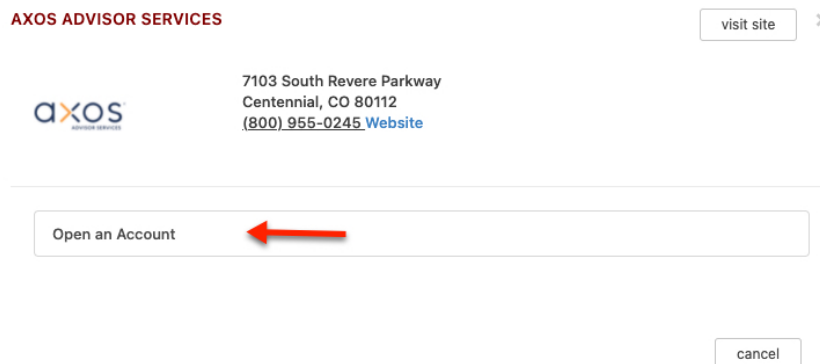 AXOS ADVISOR SERVICES
visit site
7103 South Revere Parkway
Centennial, CO 80112
(800) 955-0245 Website
axos
ADVISOR SERVICES
Open an Account
cancel